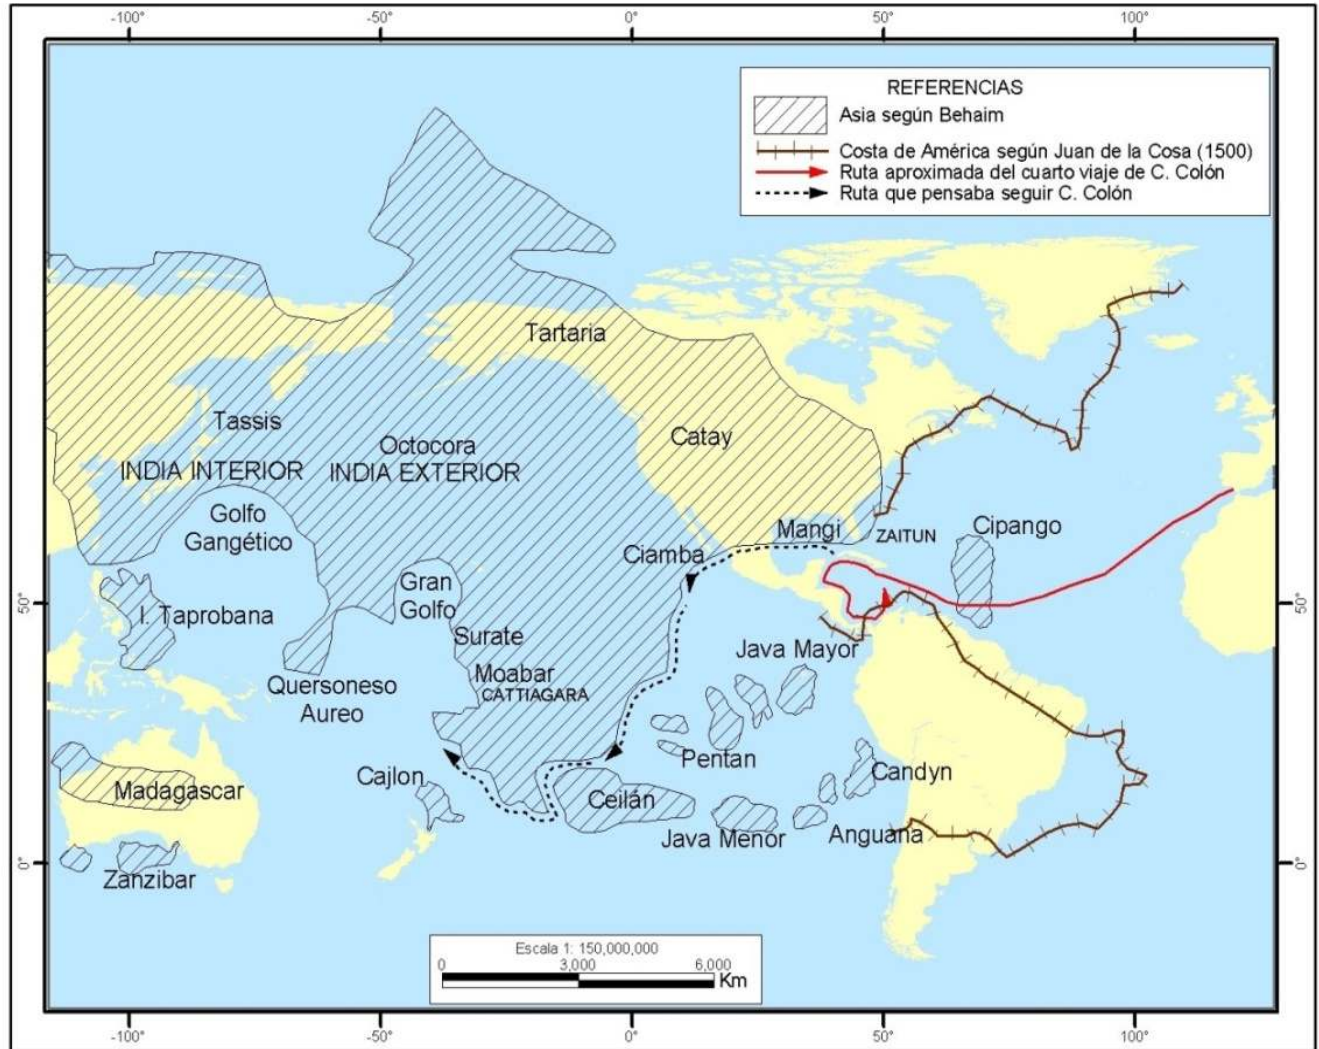 -100° -50° 0° 50° 100°
REFERENCIAS
Asia según Behaim
Costa de América según Juan de la Cosa (1500)
Ruta aproximada del cuarto viaje de C. Colón
Ruta que pensaba seguir C. Colón
Tartaria
Tassis
Octocora
Catay
INDIA INTERIOR
INDIA EXTERIOR
Golfo
Gangético
Mangi
ZAITUN
Cipango
Ciamba
Gran
Golfo
50°
50°
I. Taprobana
Surate
Java Mayor
Moabar
CATTIAGARA
Quersoneso
Aureo
Pentan
Cajlon
Candyn
Madagascar
Ceilán
Java Menor
Anguana
0°
0°
Zanzibar
Escala 1: 150,000,000
0 3,000 6,000
Km
-100° -50° 0° 50° 100°